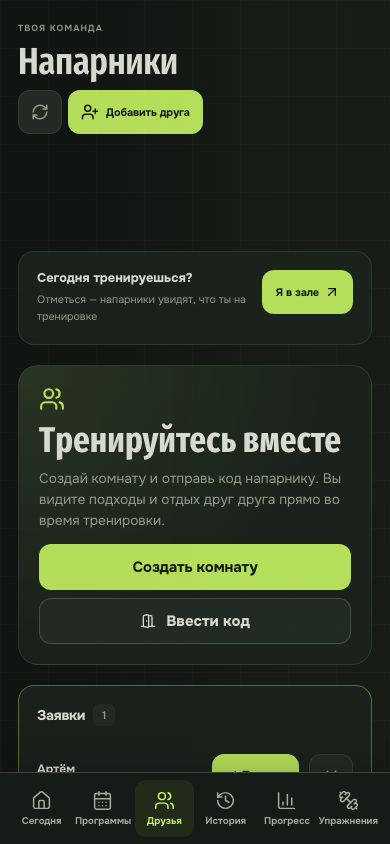 ТВОЯ КОМАНДА
Напарники
Добавить друга
Сегодня тренируешься?
Отметься — напарники увидят, что ты на
тренировке
Я в зале
Тренируйтесь вместе
Создай комнату и отправь код напарнику. Вы
видите подходы и отдых друг друга прямо во
время тренировки.
Создать комнату
Ввести код
Заявки 1
Артём
Сегодня
Программы
Друзья
История
Прогресс
Упражнения